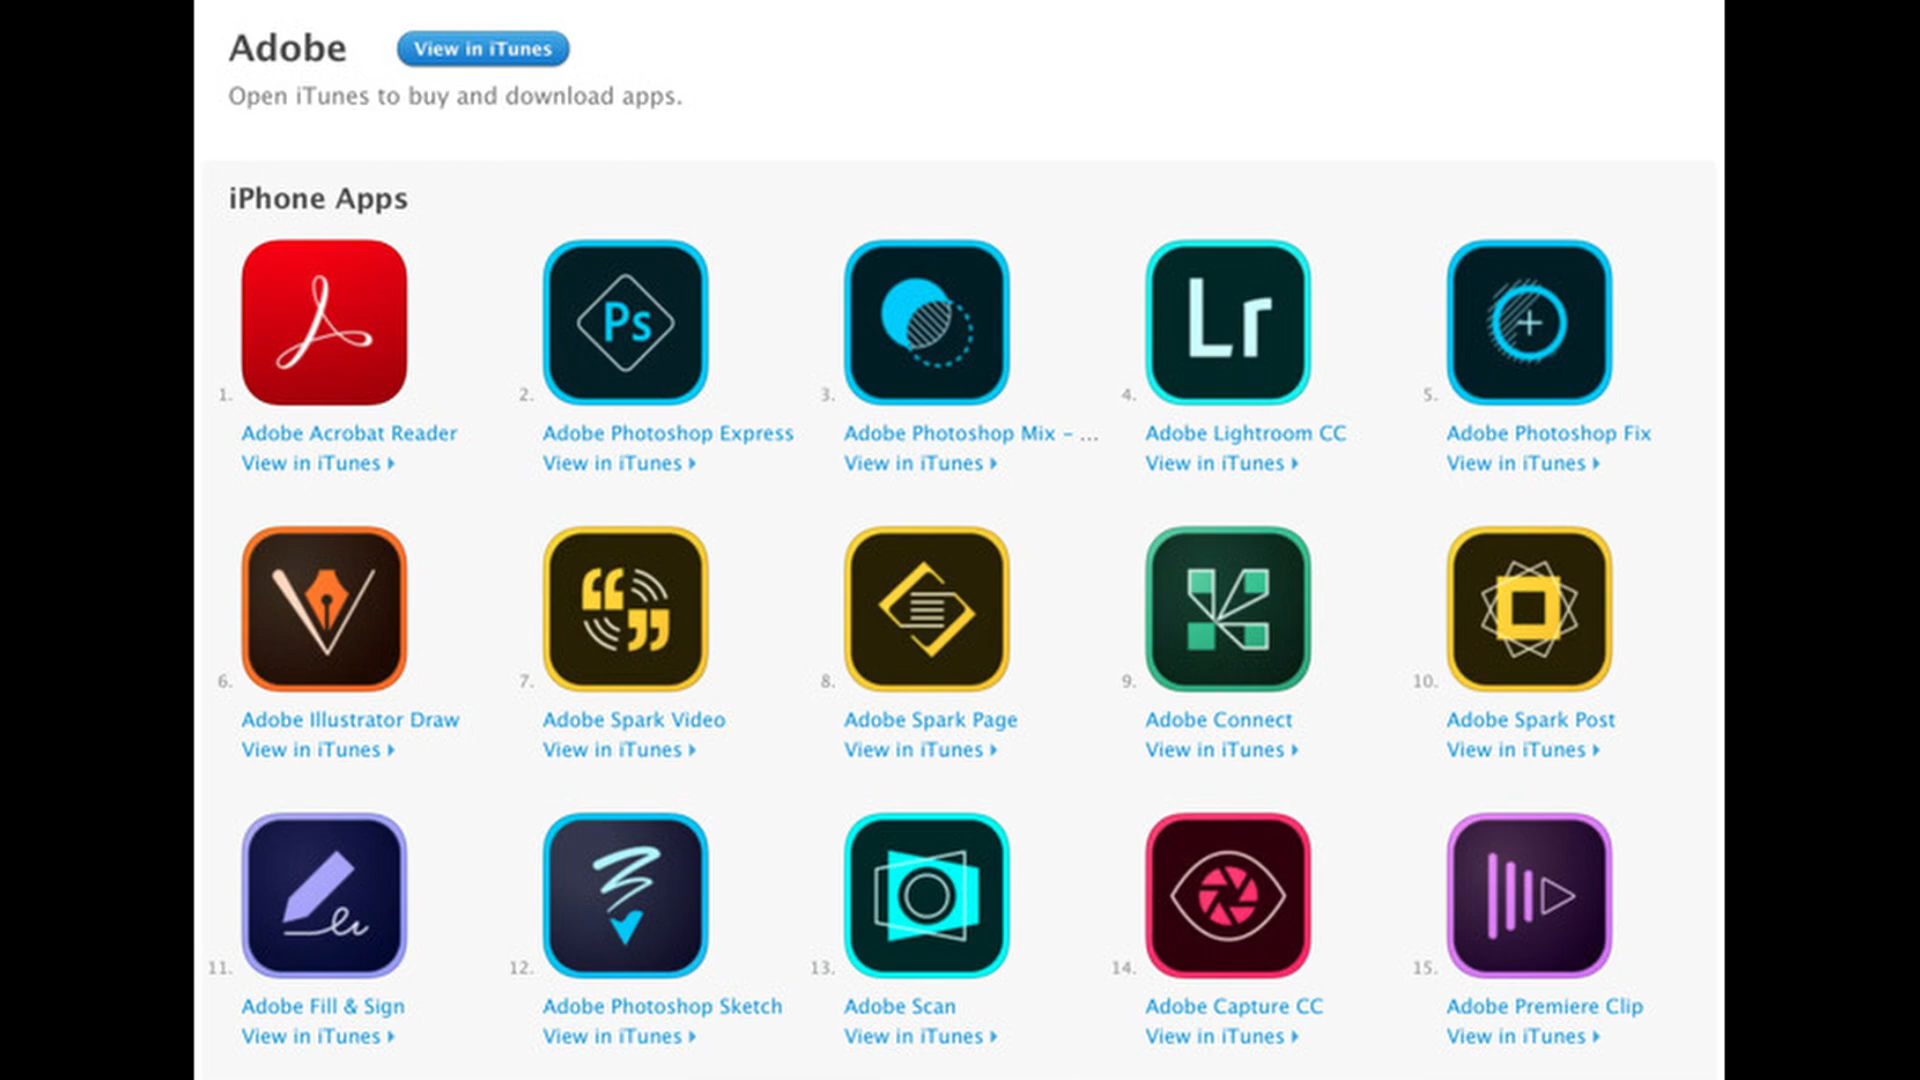 Adobe View in iTunes
Open iTunes to buy and download apps.
iPhone Apps
Ps Lr
1. 2. 3. 4. 5.
Adobe Acrobat Reader Adobe Photoshop Express Adobe Photoshop Mix – ... Adobe Lightroom CC Adobe Photoshop Fix
View in iTunes View in iTunes View in iTunes View in iTunes View in iTunes
6. 7. 8. 9. 10.
Adobe Illustrator Draw Adobe Spark Video Adobe Spark Page Adobe Connect Adobe Spark Post
View in iTunes View in iTunes View in iTunes View in iTunes View in iTunes
11. 12. 13. 14. 15.
Adobe Fill & Sign Adobe Photoshop Sketch Adobe Scan Adobe Capture CC Adobe Premiere Clip
View in iTunes View in iTunes View in iTunes View in iTunes View in iTunes